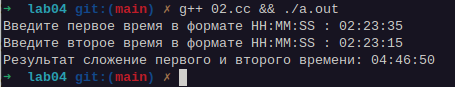 ➜ lab04 git:(main) ✗ g++ 02.cc && ./a.out
Введите первое время в формате HH:MM:SS : 02:23:35
Введите второе время в формате HH:MM:SS : 02:23:15
Результат сложение первого и второго времени: 04:46:50
➜ lab04 git:(main) ✗